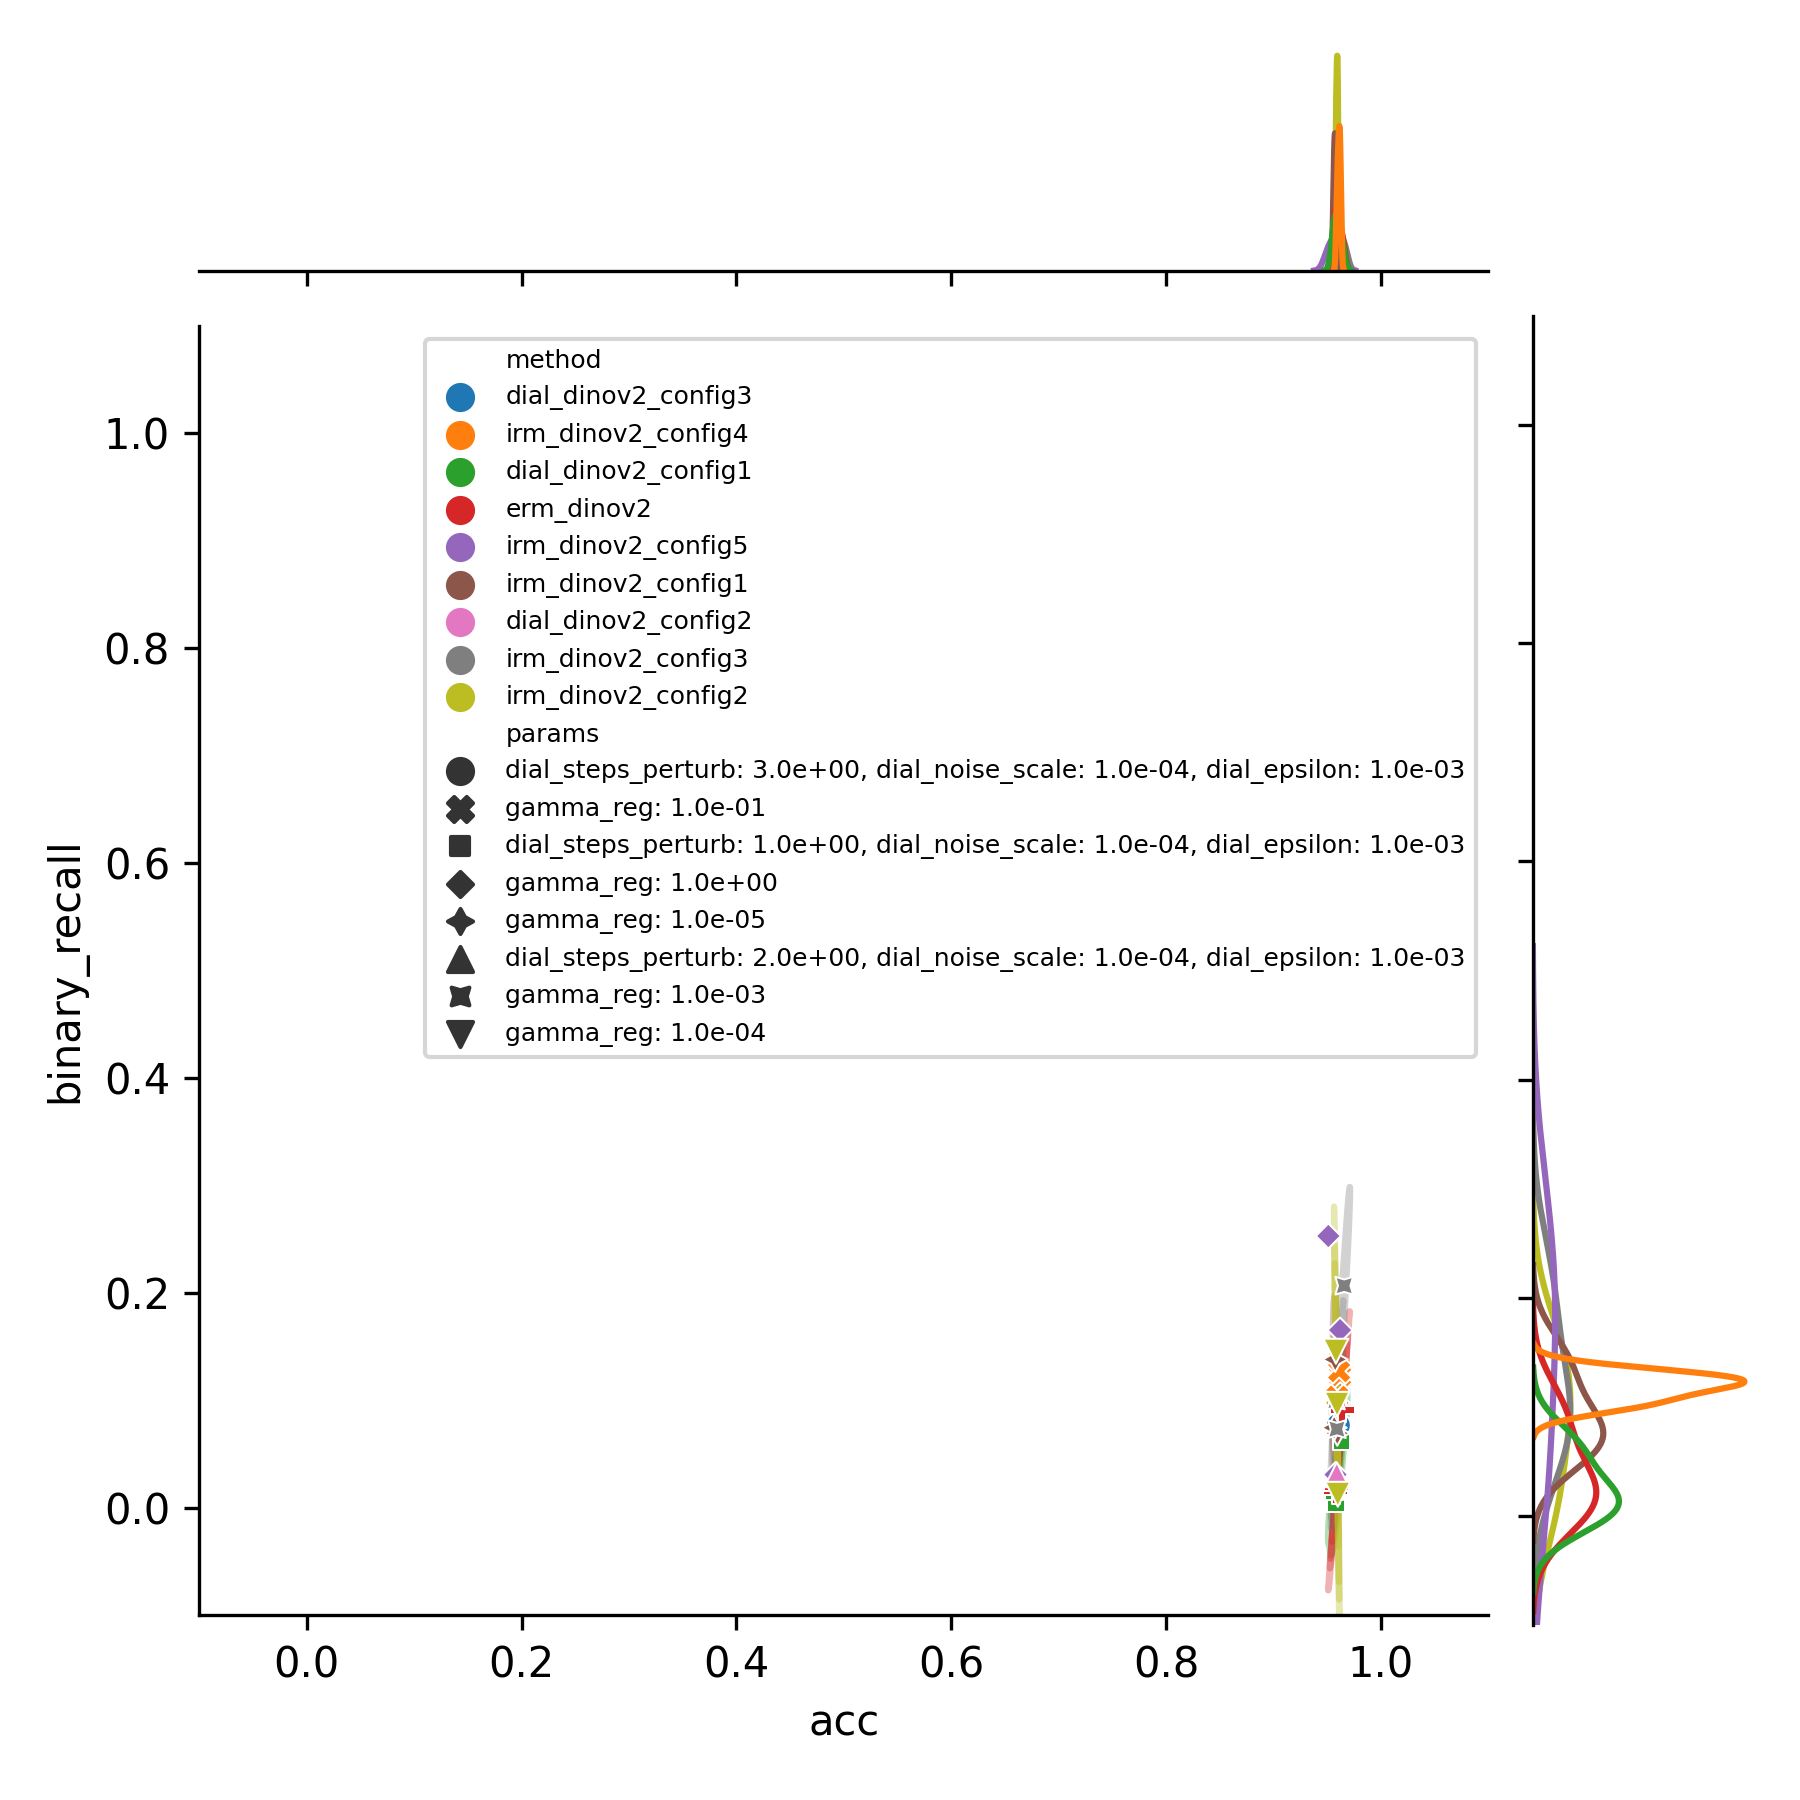 method
dial_dinov2_config3
irm_dinov2_config4
dial_dinov2_config1
erm_dinov2
irm_dinov2_config5
irm_dinov2_config1
dial_dinov2_config2
irm_dinov2_config3
irm_dinov2_config2
params
dial_steps_perturb: 3.0e+00, dial_noise_scale: 1.0e-04, dial_epsilon: 1.0e-03
gamma_reg: 1.0e-01
dial_steps_perturb: 1.0e+00, dial_noise_scale: 1.0e-04, dial_epsilon: 1.0e-03
gamma_reg: 1.0e+00
gamma_reg: 1.0e-05
dial_steps_perturb: 2.0e+00, dial_noise_scale: 1.0e-04, dial_epsilon: 1.0e-03
gamma_reg: 1.0e-03
gamma_reg: 1.0e-04
1.0
0.8
0.6
0.4
0.2
0.0
binary_recall
0.0 0.2 0.4 0.6 0.8 1.0
acc